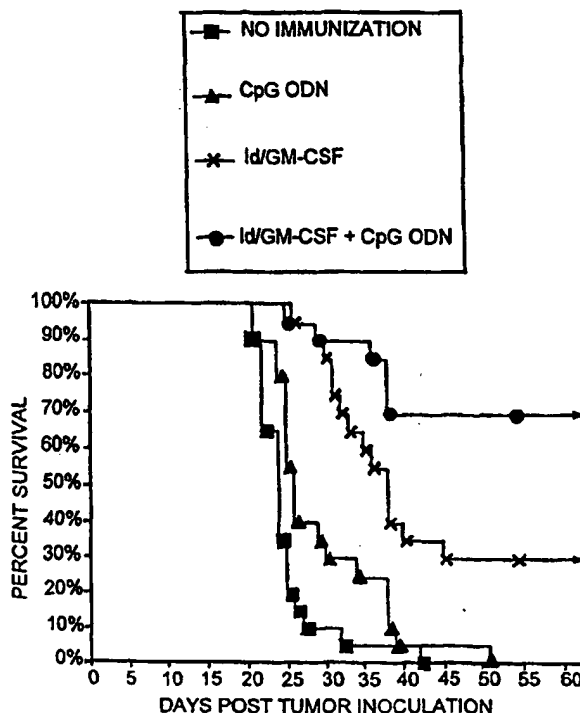 NO IMMUNIZATION
CpG ODN
Id/GM-CSF
Id/GM-CSF + CpG ODN
100%
90%
80%
70%
60%
50%
40%
30%
20%
10%
0%
PERCENT SURVIVAL
0 5 10 15 20 25 30 35 40 45 50 55 60
DAYS POST TUMOR INOCULATION